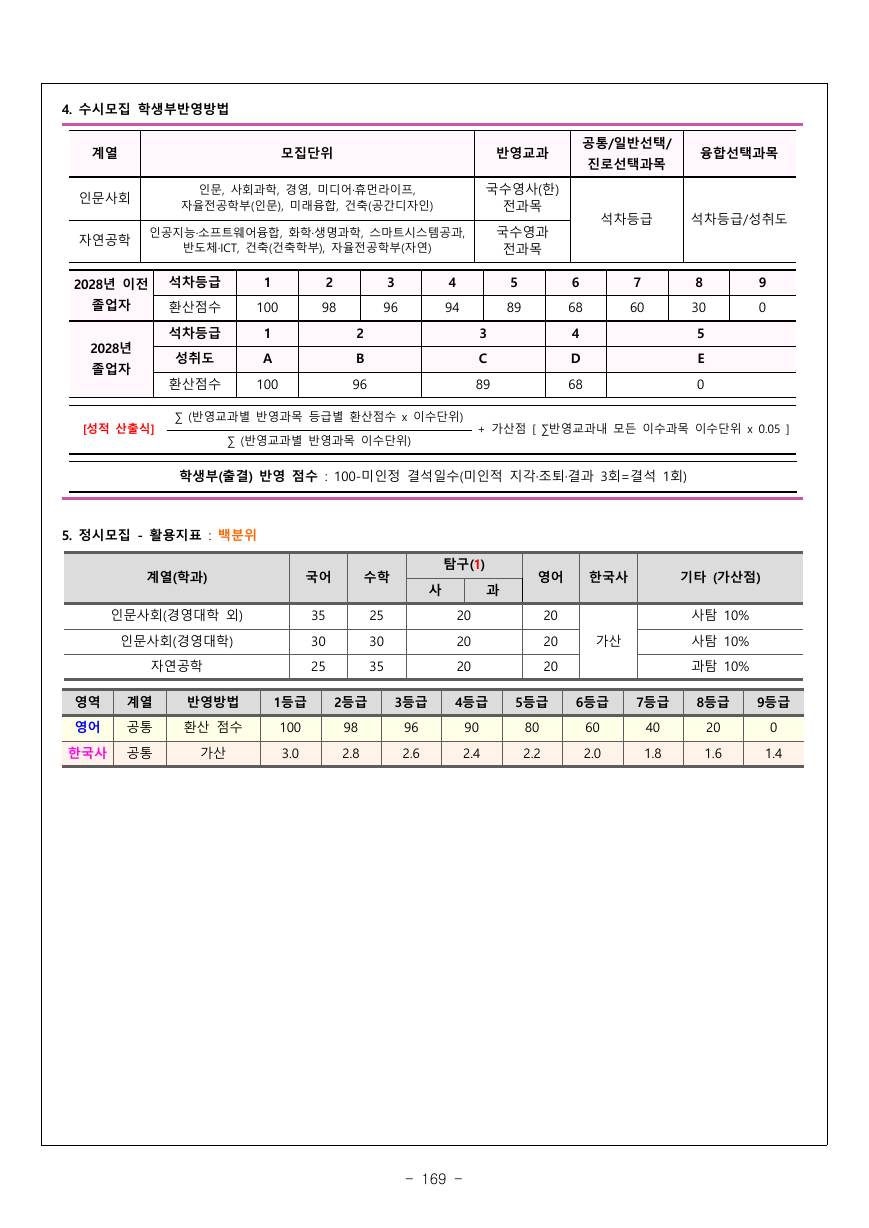 4. 수시모집 학생부반영방법
계열 모집단위 반영교과 공통/일반선택/ 진로선택과목 융합선택과목
인문사회 인문, 사회과학, 경영, 미디어·휴먼라이프, 국수영사(한)
자율전공학부(인문), 미래융합, 건축(공간디자인) 전과목
석차등급 석차등급/성취도
자연공학 인공지능·소프트웨어융합, 화학·생명과학, 스마트시스템공과, 국수영과
반도체·ICT, 건축(건축학부), 자율전공학부(자연) 전과목
2028년 이전 졸업자 석차등급 1 2 3 4 5 6 7 8 9
환산점수 100 98 96 94 89 68 60 30 0
2028년 졸업자 석차등급 1 2 3 4 5
성취도 A B C D E
환산점수 100 96 89 68 0
[성적 산출식] ∑ (반영교과별 반영과목 등급별 환산점수 x 이수단위)
∑ (반영교과별 반영과목 이수단위)
+ 가산점 [ ∑반영교과내 모든 이수과목 이수단위 x 0.05 ]
학생부(출결) 반영 점수 : 100-미인정 결석일수(미인적 지각·조퇴·결과 3회=결석 1회)
5. 정시모집 - 활용지표 : 백분위
계열(학과) 국어 수학 탐구(1) 영어 한국사 기타 (가산점)
사 과
인문사회(경영대학 외) 35 25 20 20 사탐 10%
인문사회(경영대학) 30 30 20 20 가산 사탐 10%
자연공학 25 35 20 20 과탐 10%
영역 계열 반영방법 1등급 2등급 3등급 4등급 5등급 6등급 7등급 8등급 9등급
영어 공통 환산 점수 100 98 96 90 80 60 40 20 0
한국사 공통 가산 3.0 2.8 2.6 2.4 2.2 2.0 1.8 1.6 1.4
- 169 -